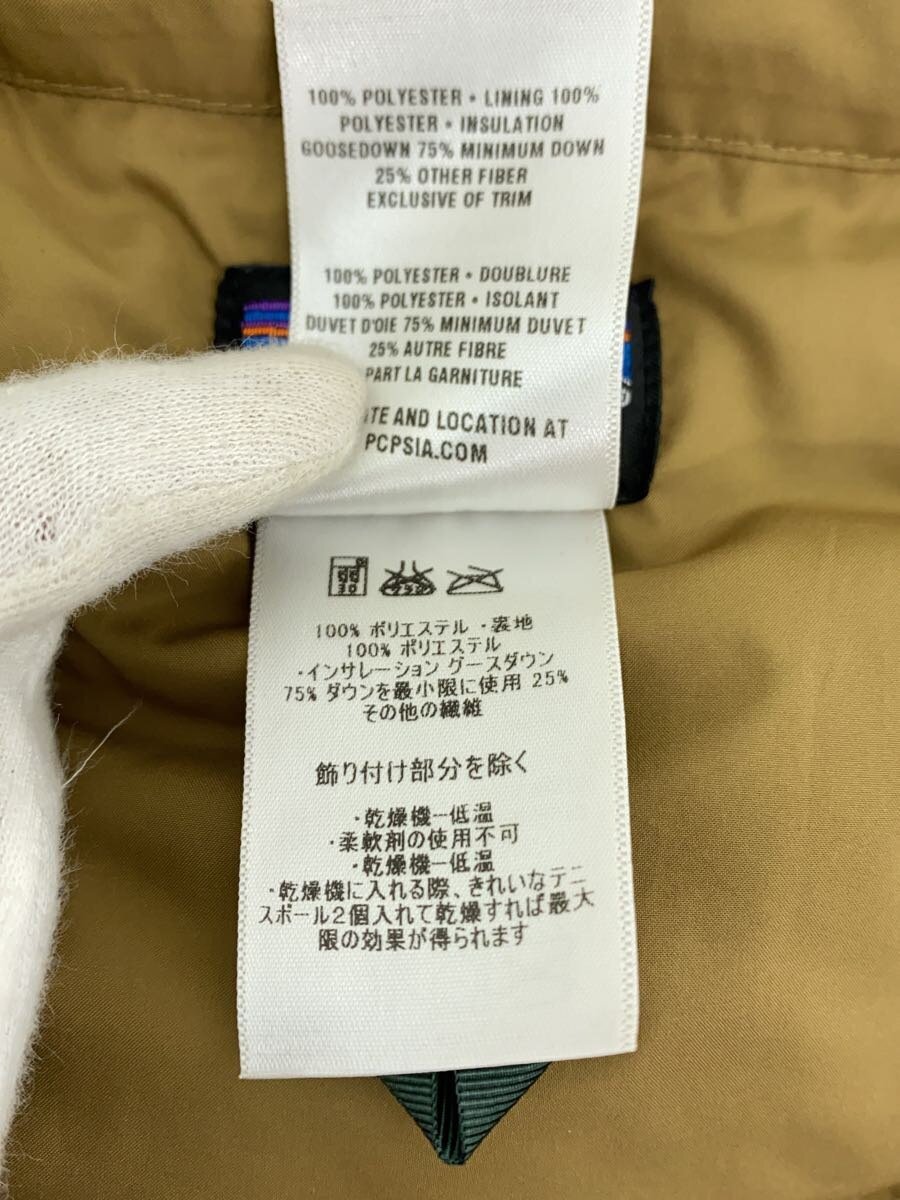 100% POLYESTER • LINING 100%
POLYESTER • INSULATION
GOOSEDOWN 75% MINIMUM DOWN
25% OTHER FIBER
EXCLUSIVE OF TRIM
100% POLYESTER • DOUBLURE
100% POLYESTER • ISOLANT
DUVET D'OIE 75% MINIMUM DUVET
25% AUTRE FIBRE
PART LA GARNITURE
AND LOCATION AT
PCPSIA.COM
30
100% ポリエステル ・表地
100% ポリエステル
・インサレーション グースダウン
75% ダウンを最小限に使用 25%
その他の繊維
飾り付け部分を除く
・乾燥機ー低温
・柔軟剤の使用不可
・乾燥機ー低温
・乾燥機に入れる際、きれいなテニ
スボール2個入れて乾燥すれば最大
限の効果が得られます